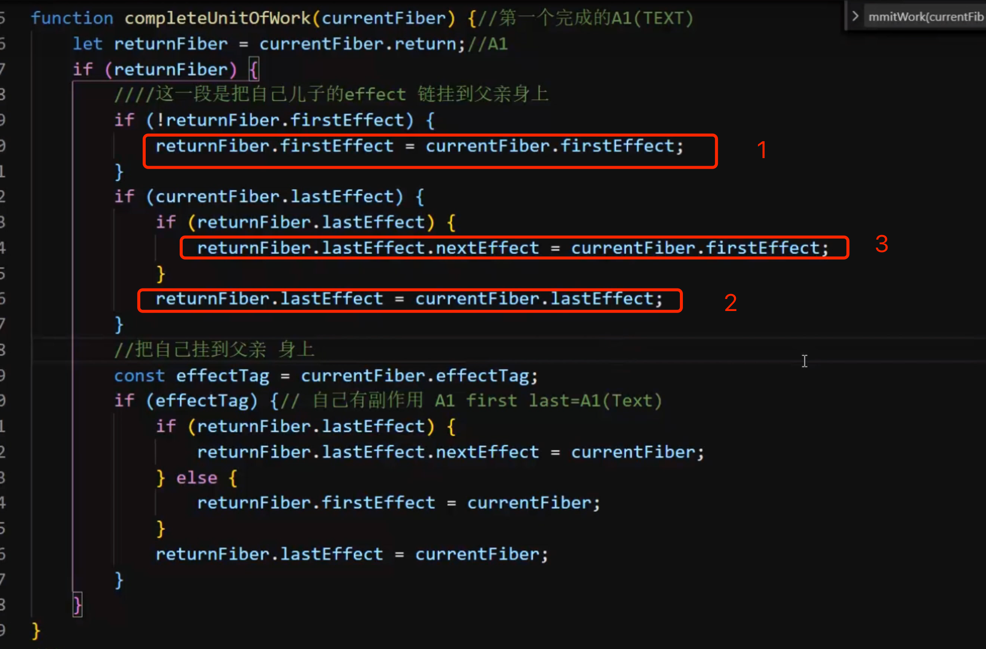 function completeUnitOfWork(currentFiber) {//第一个完成的A1(TEXT)
mmitWork(currentFib
let returnFiber = currentFiber.return;//A1
if (returnFiber) {
////这一段是把自己儿子的effect 链挂到父亲身上
if (!returnFiber.firstEffect) {
returnFiber.firstEffect = currentFiber.firstEffect; 1
}
if (currentFiber.lastEffect) {
if (returnFiber.lastEffect) {
returnFiber.lastEffect.nextEffect = currentFiber.firstEffect; 3
}
returnFiber.lastEffect = currentFiber.lastEffect; 2
}
//把自己挂到父亲 身上
const effectTag = currentFiber.effectTag;
if (effectTag) {// 自己有副作用 A1 first last=A1(Text)
if (returnFiber.lastEffect) {
returnFiber.lastEffect.nextEffect = currentFiber;
} else {
returnFiber.firstEffect = currentFiber;
}
returnFiber.lastEffect = currentFiber;
}
}
}